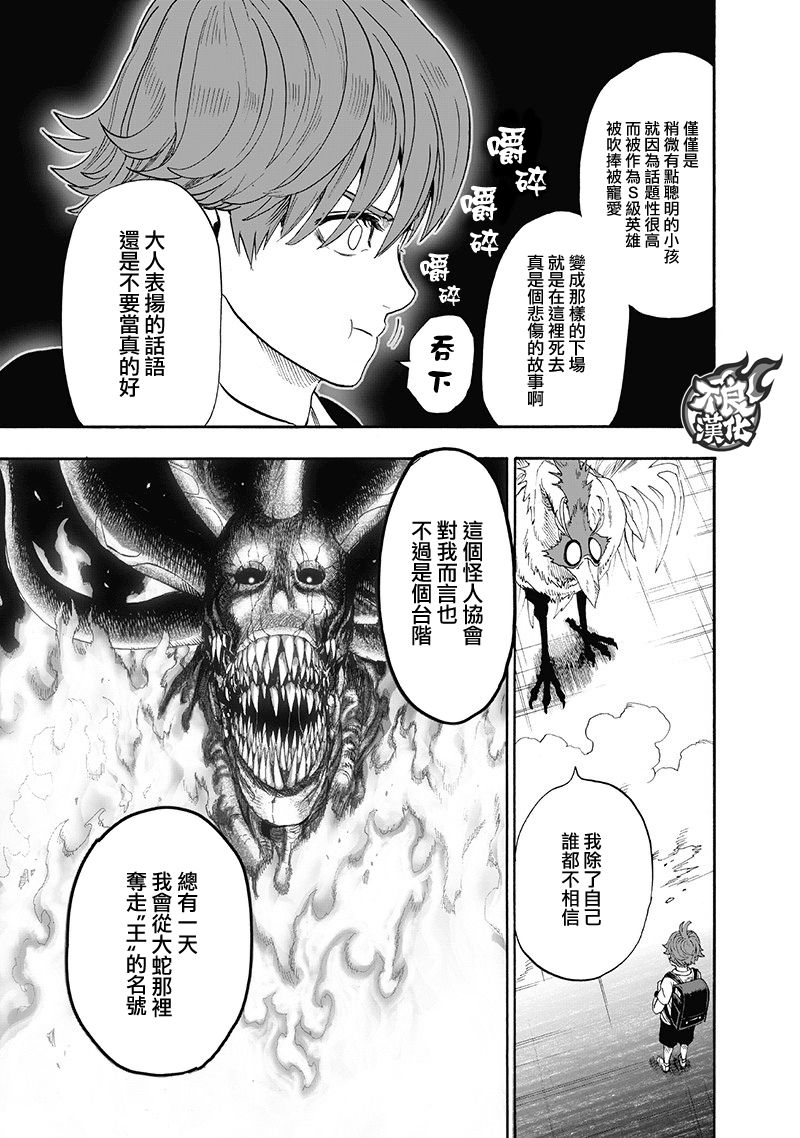 僅僅是
稍微有點聰明的小孩
就因為話題性很高
而被作為S級英雄
被吹捧被寵愛
變成那樣的下場
就是在這裡死去
真是個悲傷的故事啊
嚼碎
嚼碎
嚼碎
吞下
大人表揚的話語
還是不要當真的好
不良
漢化
我除了自己
誰都不相信
這個怪人協會
對我而言也
不過是個台階
總有一天
我會從大蛇那裡
奪走"王"的名號